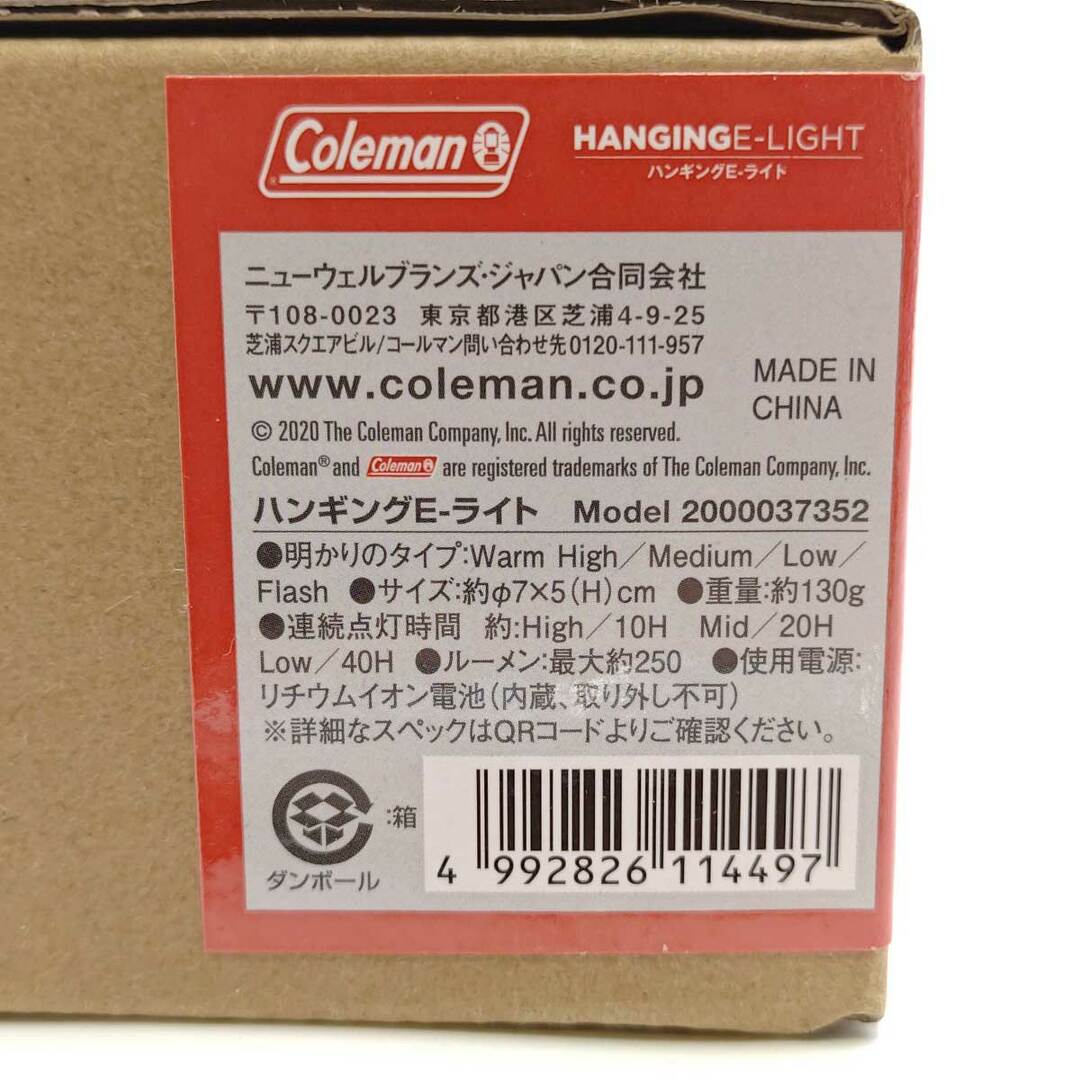 Coleman
®
HANGINGE-LIGHT
ハンギングE-ライト
ニューウェルブランズ・ジャパン合同会社
〒108-0023 東京都港区芝浦4-9-25
芝浦スクエアビル/コールマン問い合わせ先0120-111-957
www.coleman.co.jp
MADE IN
CHINA
© 2020 The Coleman Company, Inc. All rights reserved.
Coleman® and Coleman are registered trademarks of The Coleman Company, Inc.
ハンギングE-ライト Model 2000037352
●明かりのタイプ:Warm High/Medium/Low/
Flash ●サイズ:約φ7×5(H)cm ●重量:約130g
●連続点灯時間 約:High/10H Mid/20H
Low/40H ●ルーメン:最大約250 ●使用電源:
リチウムイオン電池(内蔵、取り外し不可)
※詳細なスペックはQRコードよりご確認ください。
:箱
ダンボール
4 992826 114497